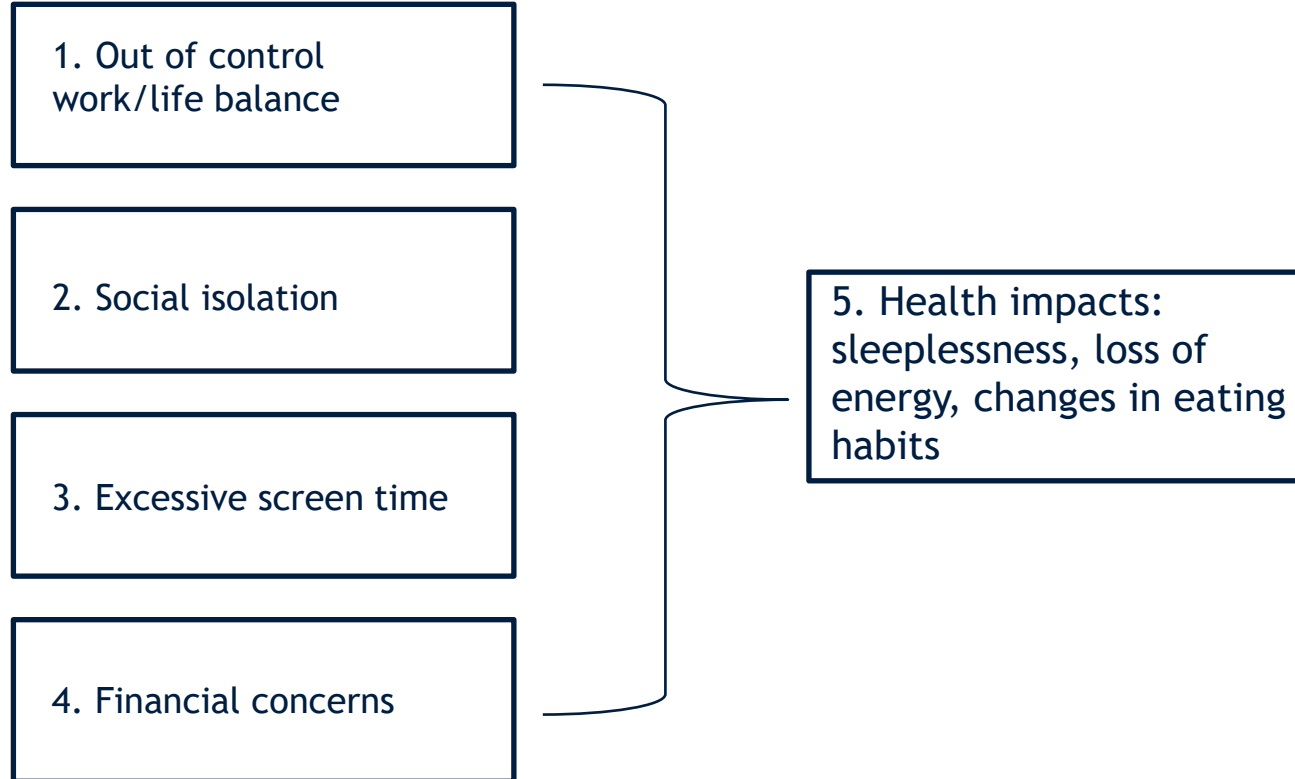 1. Out of control
work/life balance
2. Social isolation
3. Excessive screen time
4. Financial concerns
5. Health impacts:
sleeplessness, loss of
energy, changes in eating
habits